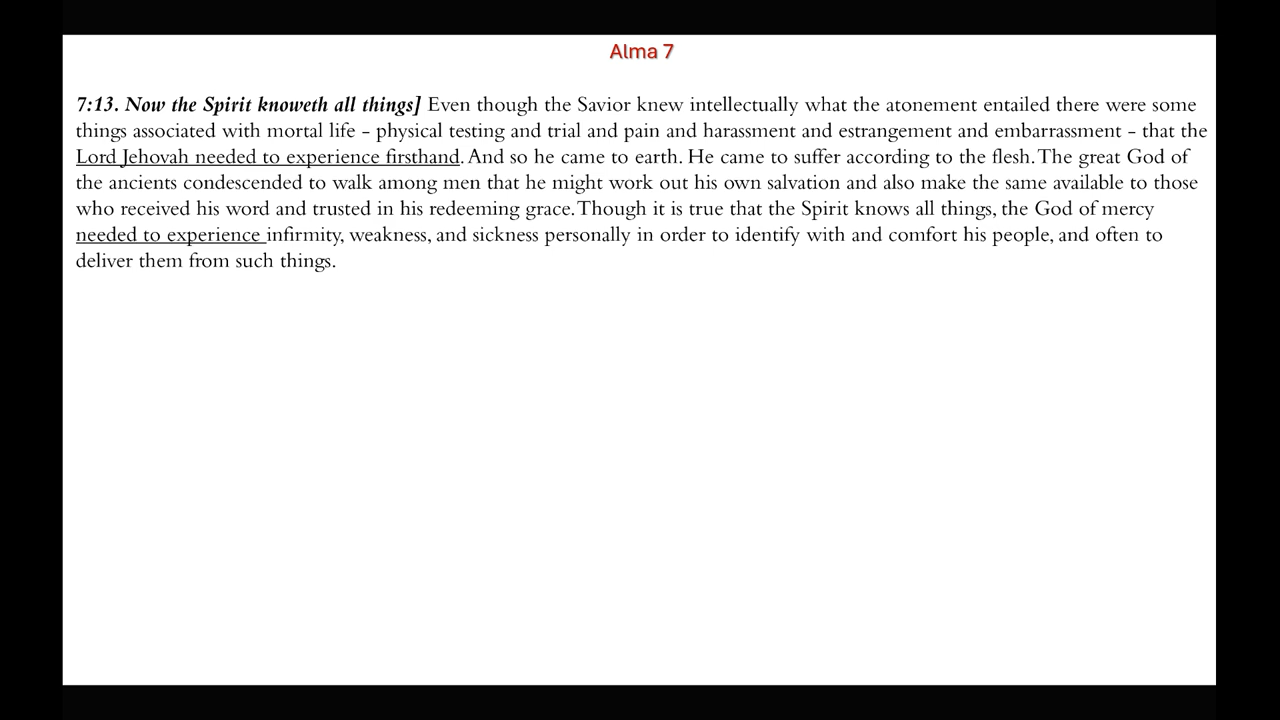 Alma 7
7:13. Now the Spirit knoweth all things] Even though the Savior knew intellectually what the atonement entailed there were some
things associated with mortal life – physical testing and trial and pain and harassment and estrangement and embarrassment – that the
Lord Jehovah needed to experience firsthand. And so he came to earth. He came to suffer according to the flesh. The great God of
the ancients condescended to walk among men that he might work out his own salvation and also make the same available to those
who received his word and trusted in his redeeming grace. Though it is true that the Spirit knows all things, the God of mercy
needed to experience infirmity, weakness, and sickness personally in order to identify with and comfort his people, and often to
deliver them from such things.